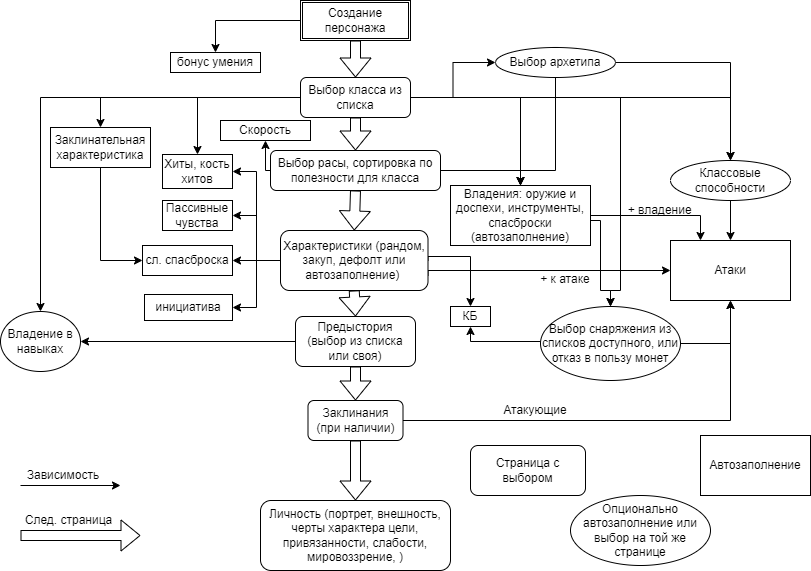 Создание
персонажа
бонус умения
Выбор архетипа
Выбор класса из
списка
Заклинательная
характеристика
Хиты, кость
хитов
Скорость
Выбор расы, сортировка по
полезности для класса
Классовые
способности
Пассивные
чувства
Владения: оружие и
доспехи, инструменты,
спасброски
(автозаполнение)
+ владение
сл. спасброска
Характеристики (рандом,
закуп, дефолт или
автозаполнение)
+ к атаке
Атаки
инициатива
КБ
Владение в
навыках
Предыстория
(выбор из списка
или своя)
Выбор снаряжения из
списков доступного, или
отказ в пользу монет
Заклинания
(при наличии)
Атакующие
Зависимость
След. страница
Страница с
выбором
Автозаполнение
Личность (портрет, внешность,
черты характера цели,
привязанности, слабости,
мировоззрение, )
Опционально
автозаполнение или
выбор на той же
странице